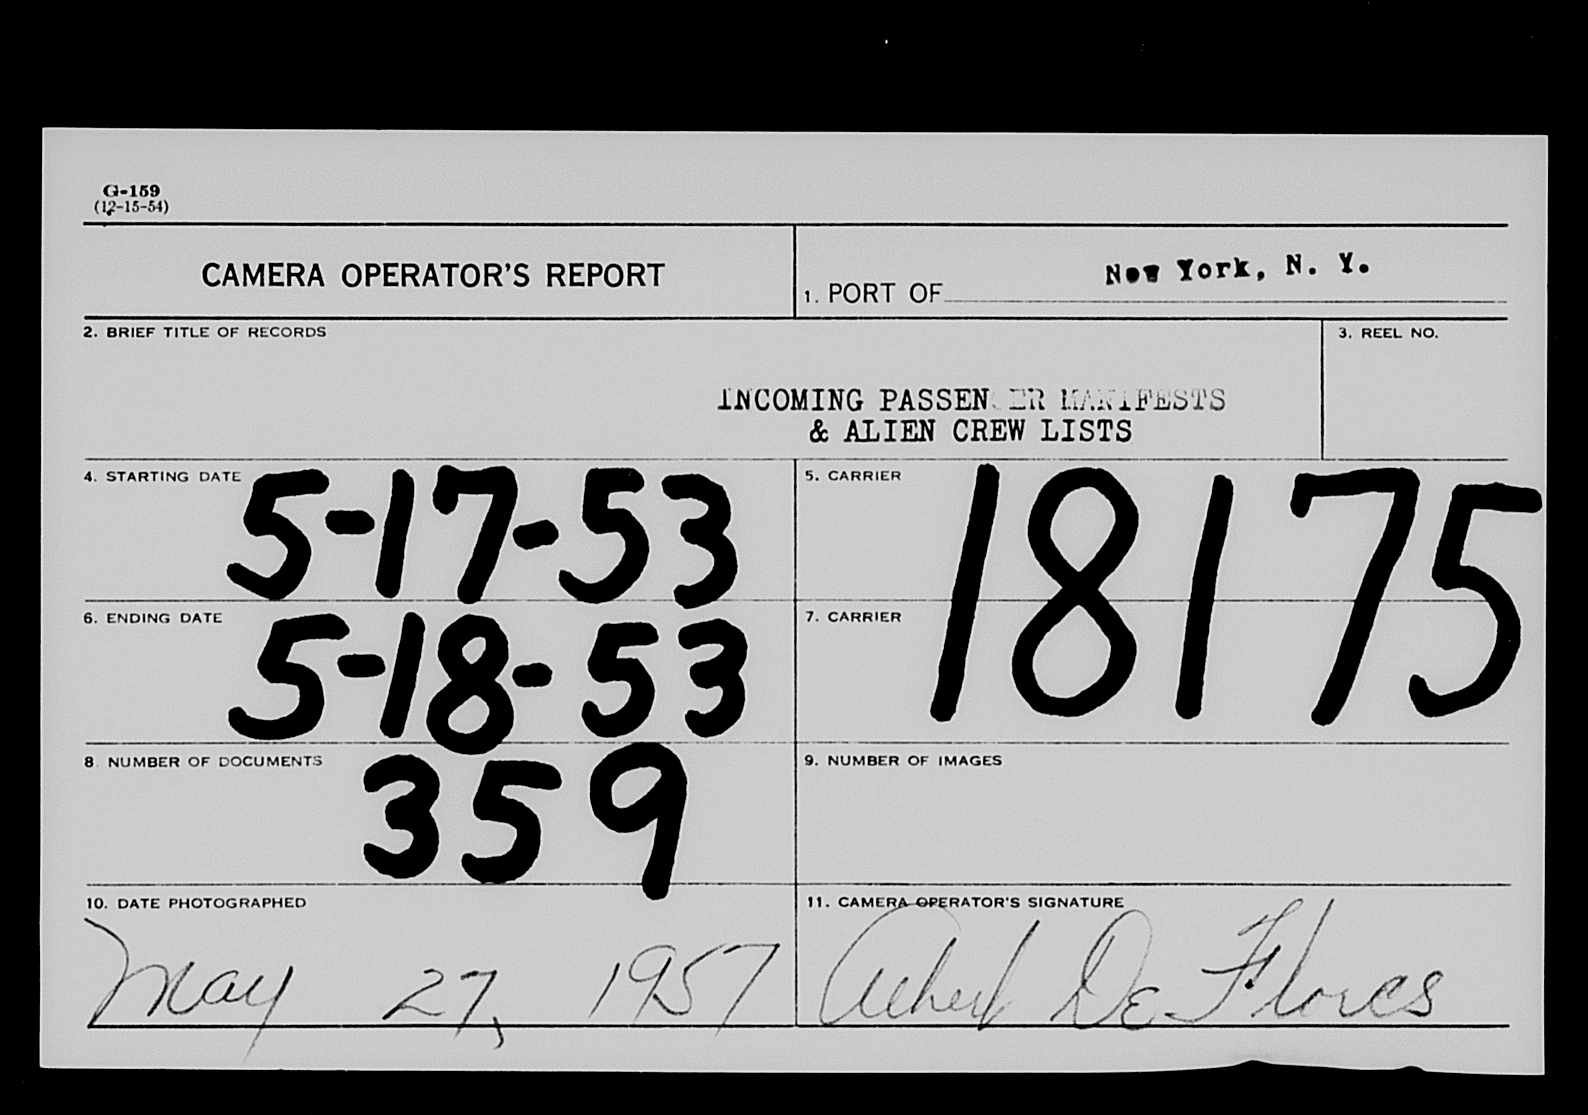 G-159
(12-15-54)
CAMERA OPERATOR'S REPORT
1. PORT OF New York, N. Y.
2. BRIEF TITLE OF RECORDS
INCOMING PASSENGER MANIFESTS
& ALIEN CREW LISTS
3. REEL NO.
4. STARTING DATE 5-17-53
5. CARRIER
18175
6. ENDING DATE 5-18-53
7. CARRIER
8. NUMBER OF DOCUMENTS 359
9. NUMBER OF IMAGES
10. DATE PHOTOGRAPHED
May 27, 1957
11. CAMERA OPERATOR'S SIGNATURE
De Flores